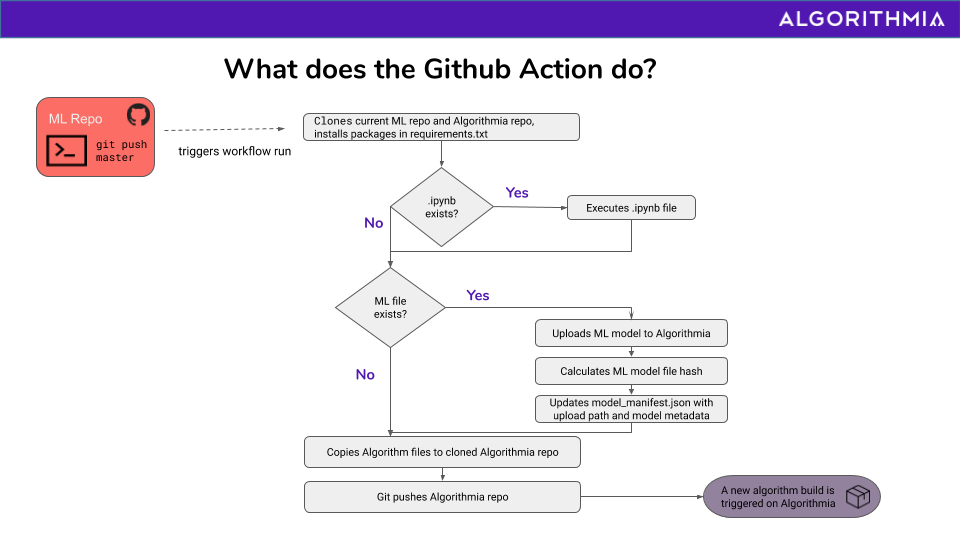 ALGORITHMIA
What does the Github Action do?
ML Repo
>_
git push
master
triggers workflow run
Clones current ML repo and Algorithmia repo,
installs packages in requirements.txt
.ipynb
exists?
Yes
Executes .ipynb file
No
ML file
exists?
Yes
Uploads ML model to Algorithmia
Calculates ML model file hash
No
Updates model_manifest.json with
upload path and model metadata
Copies Algorithm files to cloned Algorithmia repo
Git pushes Algorithmia repo
A new algorithm build is
triggered on Algorithmia